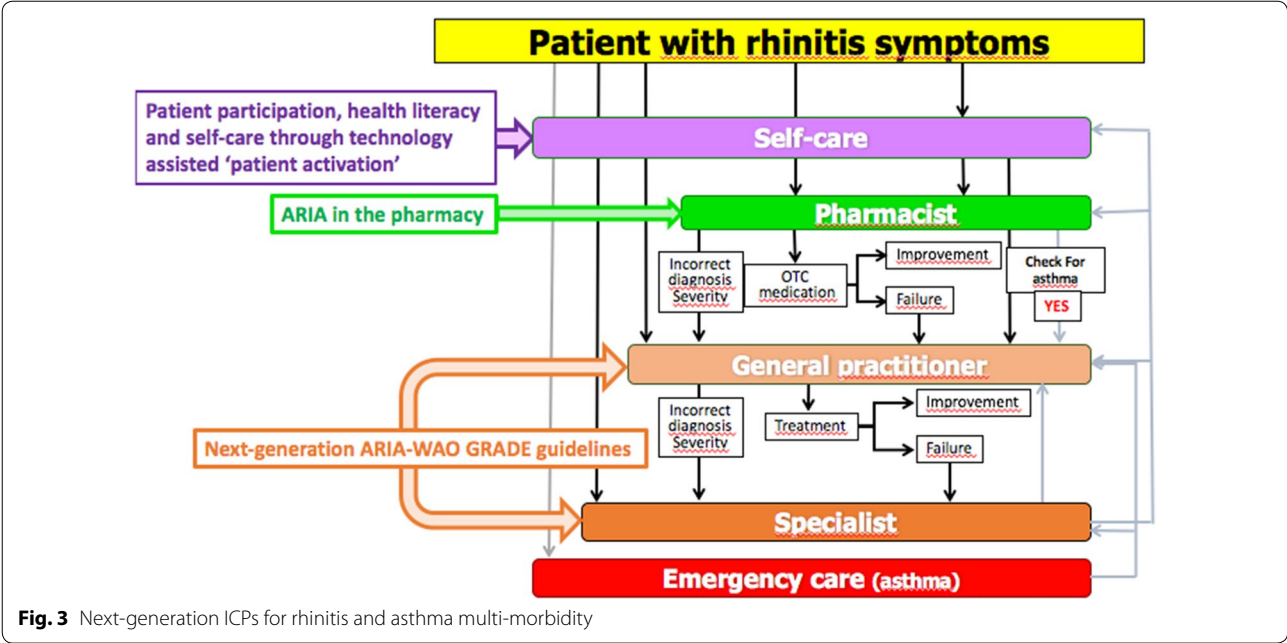 Patient with rhinitis symptoms
Patient participation, health literacy
and self-care through technology
assisted ‘patient activation’
Self-care
ARIA in the pharmacy
Pharmacist
Incorrect
diagnosis
Severity
OTC
medication
Improvement
Failure
Check For
asthma
YES
General practitioner
Incorrect
diagnosis
Severity
Treatment
Improvement
Failure
Next-generation ARIA-WAO GRADE guidelines
Specialist
Emergency care (asthma)
Fig. 3 Next-generation ICPs for rhinitis and asthma multi-morbidity